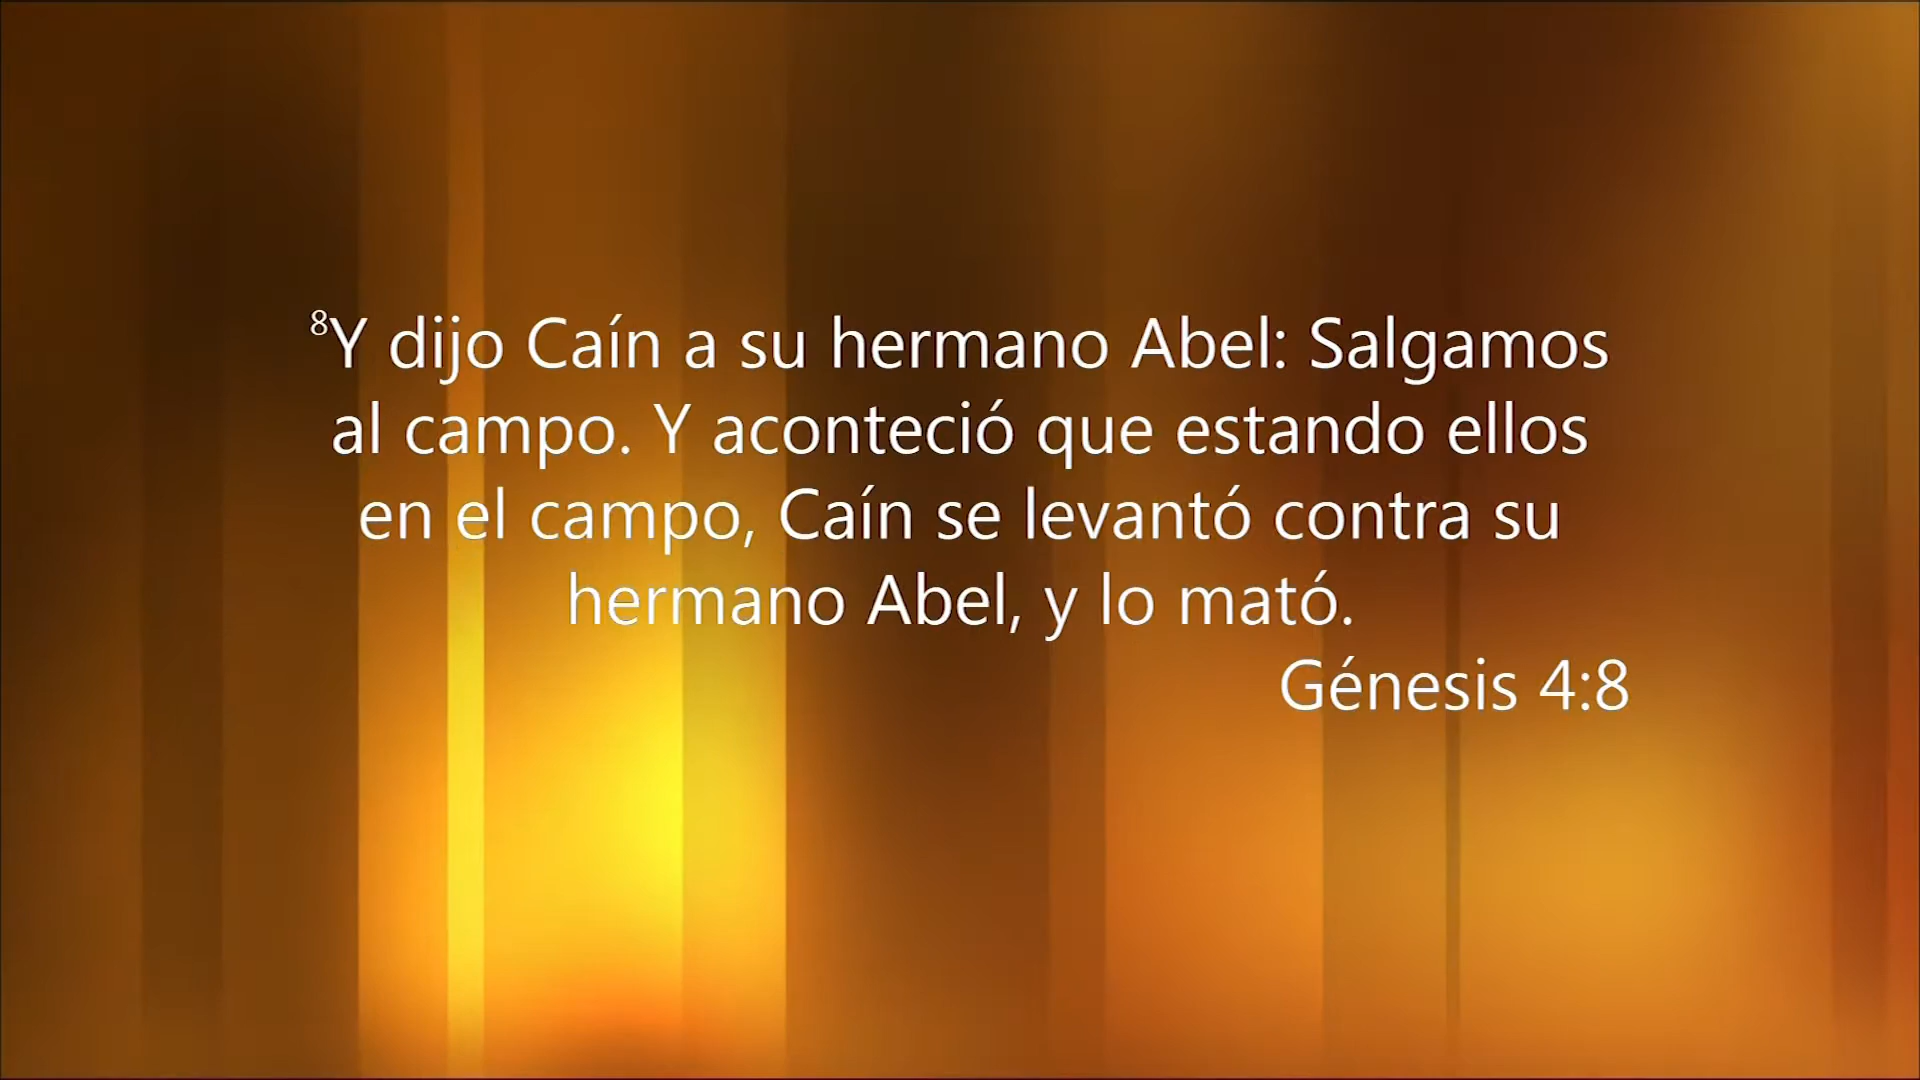 ⁸Y dijo Caín a su hermano Abel: Salgamos
al campo. Y aconteció que estando ellos
en el campo, Caín se levantó contra su
hermano Abel, y lo mató.
Génesis 4:8